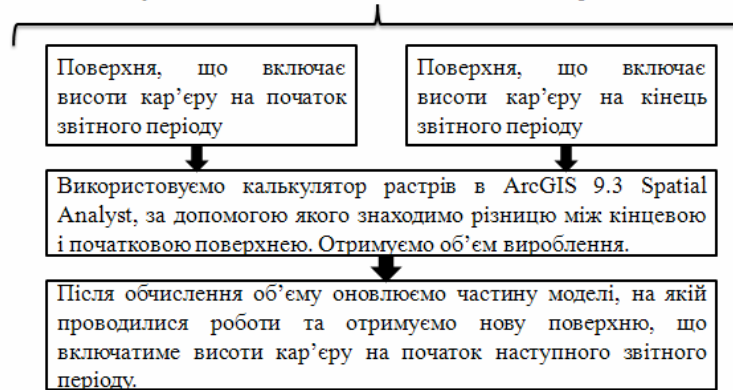 Поверхня, що включає
висоти кар’єру на початок
звітного періоду
Поверхня, що включає
висоти кар’єру на кінець
звітного періоду
Використовуємо калькулятор растрів в ArcGIS 9.3 Spatial
Analyst, за допомогою якого знаходимо різницю між кінцевою
і початковою поверхнею. Отримуємо об’єм вироблення.
Після обчислення об’єму оновлюємо частину моделі, на якій
проводилися роботи та отримуємо нову поверхню, що
включатиме висоти кар’єру на початок наступного звітного
періоду.